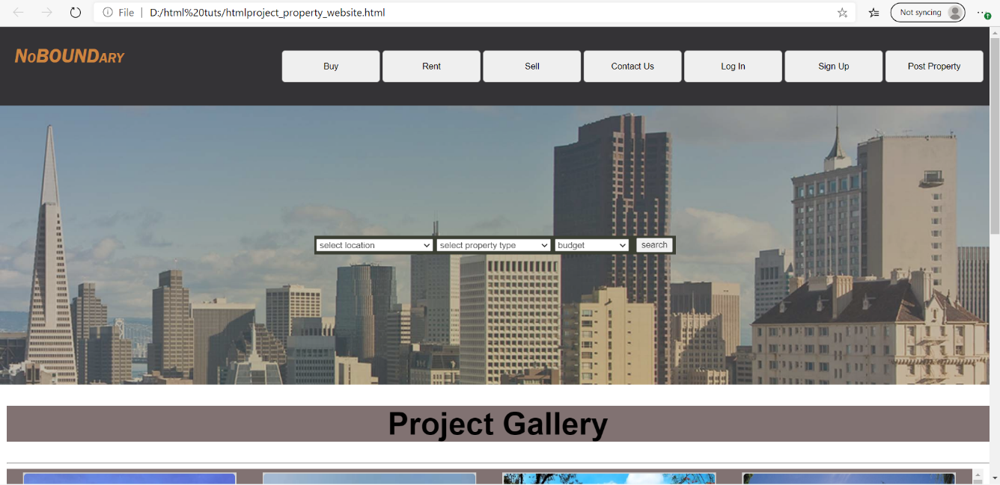 File | D:/html%20tuts/htmlproject_property_website.html
Not syncing
NoBOUNDARY
Buy Rent Sell Contact Us Log In Sign Up Post Property
select location select property type budget search
Project Gallery